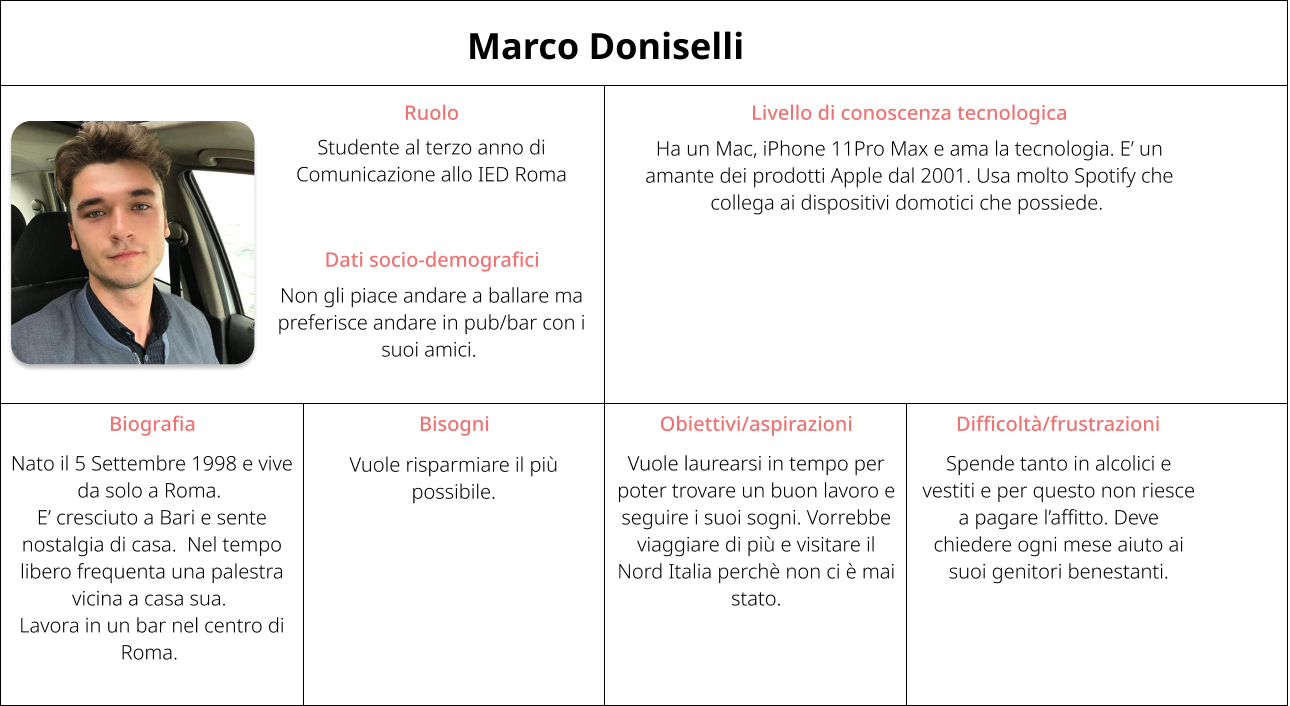 Marco Doniselli
Ruolo
Studente al terzo anno di
Comunicazione allo IED Roma
Dati socio-demografici
Non gli piace andare a ballare ma
preferisce andare in pub/bar con i
suoi amici.
Livello di conoscenza tecnologica
Ha un Mac, iPhone 11Pro Max e ama la tecnologia. E’ un
amante dei prodotti Apple dal 2001. Usa molto Spotify che
collega ai dispositivi domotici che possiede.
Biografia
Nato il 5 Settembre 1998 e vive
da solo a Roma.
E’ cresciuto a Bari e sente
nostalgia di casa.  Nel tempo
libero frequenta una palestra
vicina a casa sua.
Lavora in un bar nel centro di
Roma.
Bisogni
Vuole risparmiare il più
possibile.
Obiettivi/aspirazioni
Vuole laurearsi in tempo per
poter trovare un buon lavoro e
seguire i suoi sogni. Vorrebbe
viaggiare di più e visitare il
Nord Italia perchè non ci è mai
stato.
Difficoltà/frustrazioni
Spende tanto in alcolici e
vestiti e per questo non riesce
a pagare l’affitto. Deve
chiedere ogni mese aiuto ai
suoi genitori benestanti.